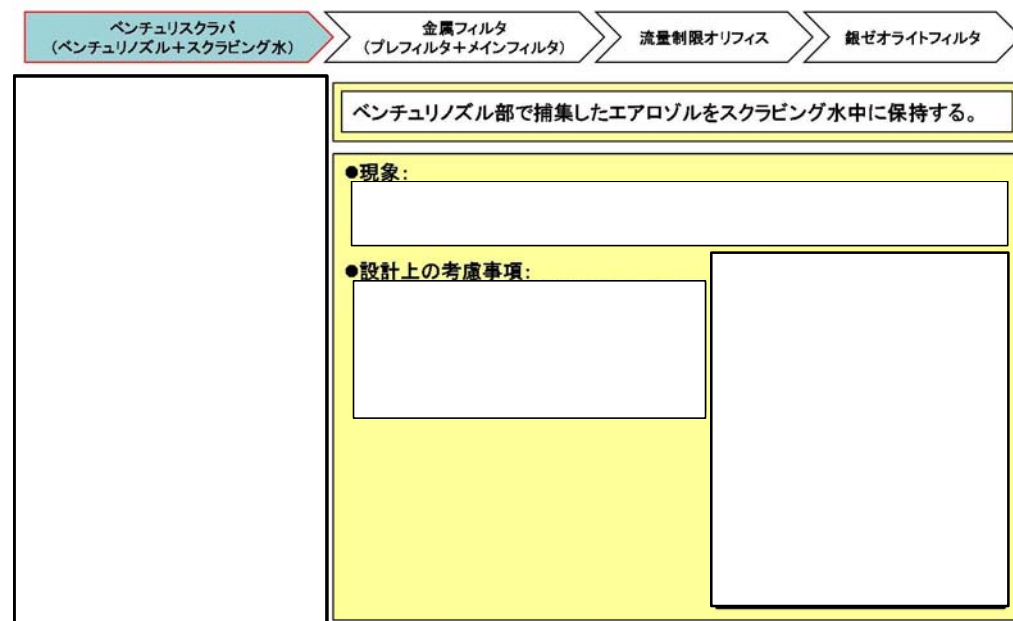 ベンチュリスクラバ
(ベンチュリノズル+スクラビング水)
金属フィルタ
(プレフィルタ+メインフィルタ)
流量制限オリフィス
銀ゼオライトフィルタ
ベンチュリノズル部で捕集したエアロゾルをスクラビング水中に保持する。
●現象:
●設計上の考慮事項: